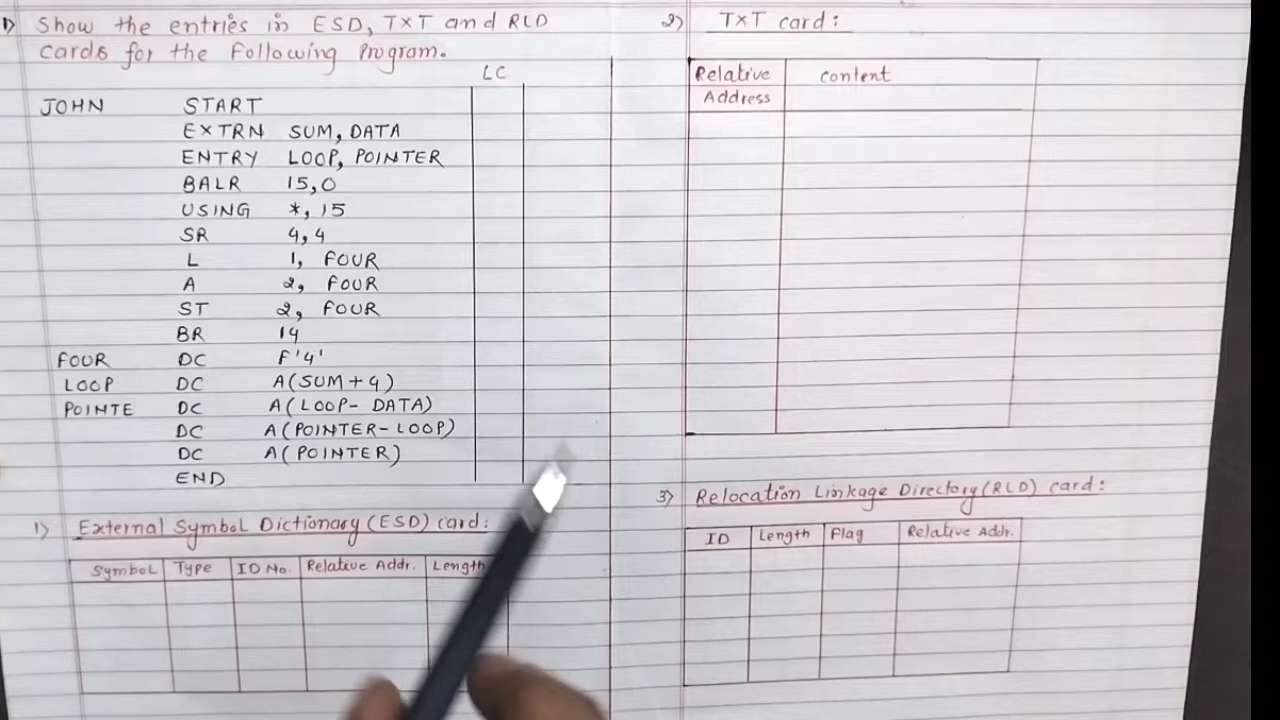 1) Show the entries in ESD, TXT and RLD
cards for the Following Program.
LC
JOHN START
EXTRN SUM, DATA
ENTRY LOOP, POINTER
BALR 15,0
USING *, 15
SR 4,4
L 1, FOUR
A 2, FOUR
ST 2, FOUR
BR 14
FOUR DC F'4'
LOOP DC A(SUM+4)
POINTE DC A(LOOP-DATA)
DC A(POINTER-LOOP)
DC A(POINTER)
END
1) External Symbol Dictionary (ESD) card:
Symbol Type ID No. Relative Addr. Length
2) TXT card:
Relative content
Address
3) Relocation Linkage Directory (RLD) card:
ID Length Flag Relative Addr.